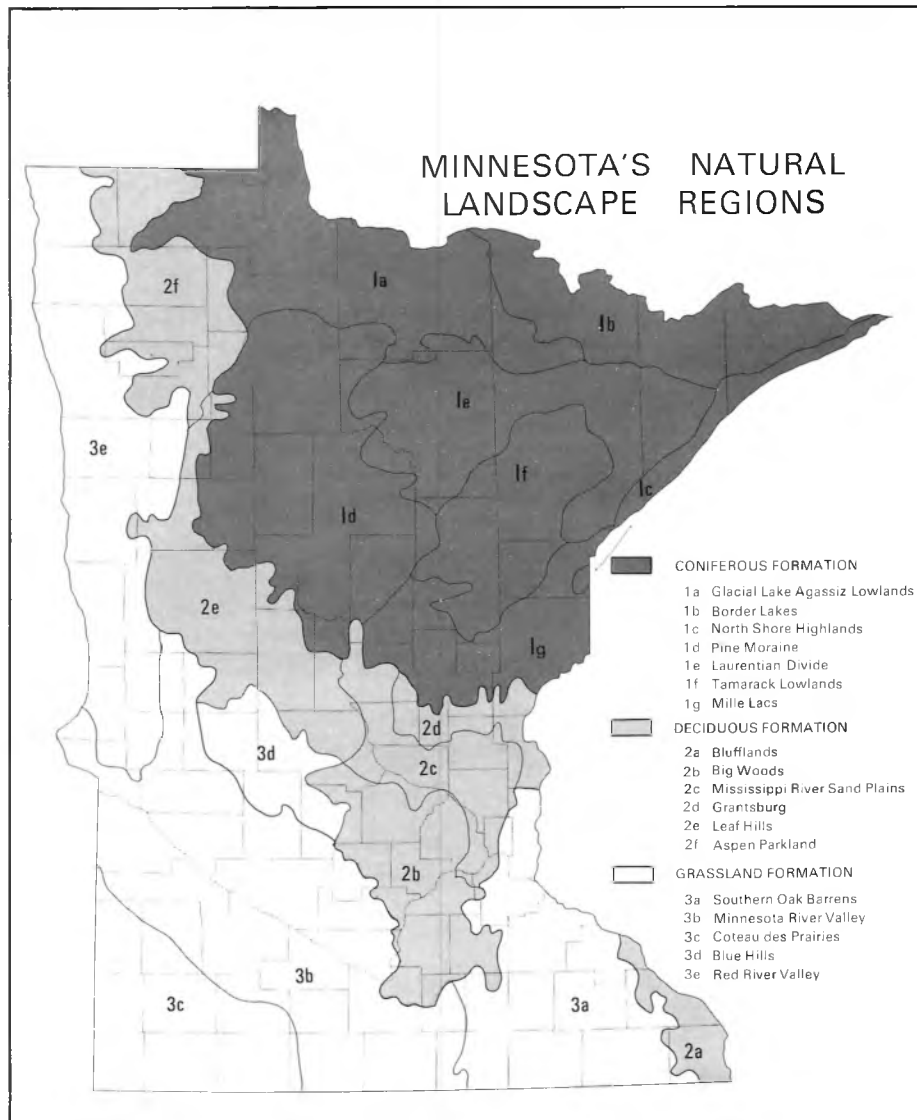 MINNESOTA'S NATURAL
LANDSCAPE REGIONS
1a
1b
2f
1e
3e
1f
1c
1d
2e
1g
2d
3d
2c
2b
3b
3a
3c
2a
CONIFEROUS FORMATION
1a Glacial Lake Agassiz Lowlands
1b Border Lakes
1c North Shore Highlands
1d Pine Moraine
1e Laurentian Divide
1f Tamarack Lowlands
1g Mille Lacs
DECIDUOUS FORMATION
2a Blufflands
2b Big Woods
2c Mississippi River Sand Plains
2d Grantsburg
2e Leaf Hills
2f Aspen Parkland
GRASSLAND FORMATION
3a Southern Oak Barrens
3b Minnesota River Valley
3c Coteau des Prairies
3d Blue Hills
3e Red River Valley